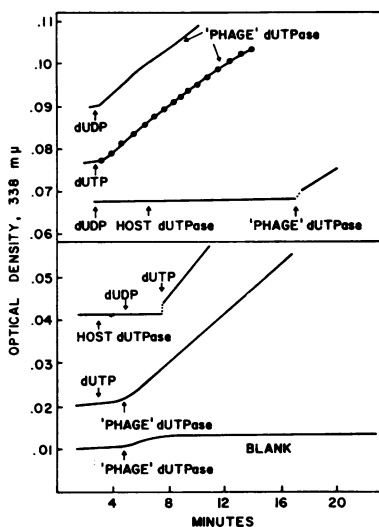 .11
'PHAGE' dUTPase
.10
dUDP
.09
.08
dUTP
.07
dUDP HOST dUTPase 'PHAGE' dUTPase
.06
.05
dUTP
dUDP
.04
HOST dUTPase
.03
dUTP
.02
'PHAGE' dUTPase
.01
BLANK
'PHAGE' dUTPase
4 8 12 16 20
MINUTES
OPTICAL DENSITY, 338 mμ